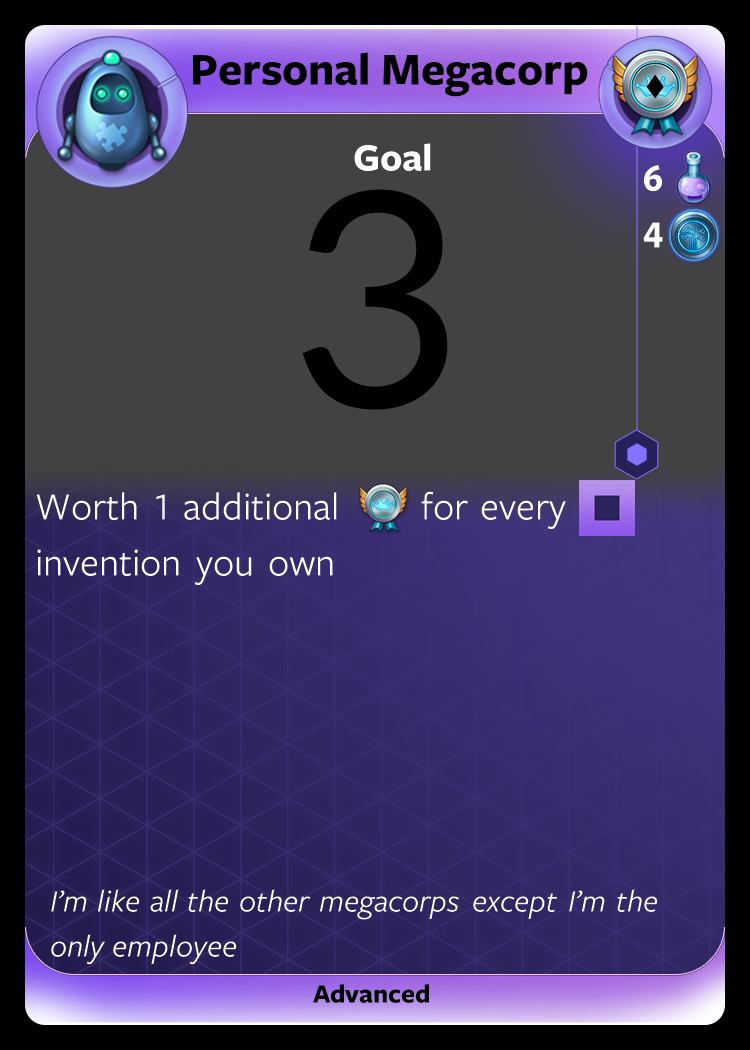 Personal Megacorp
Goal
3
6
4
Worth 1 additional for every
invention you own
I'm like all the other megacorps except I'm the
only employee
Advanced